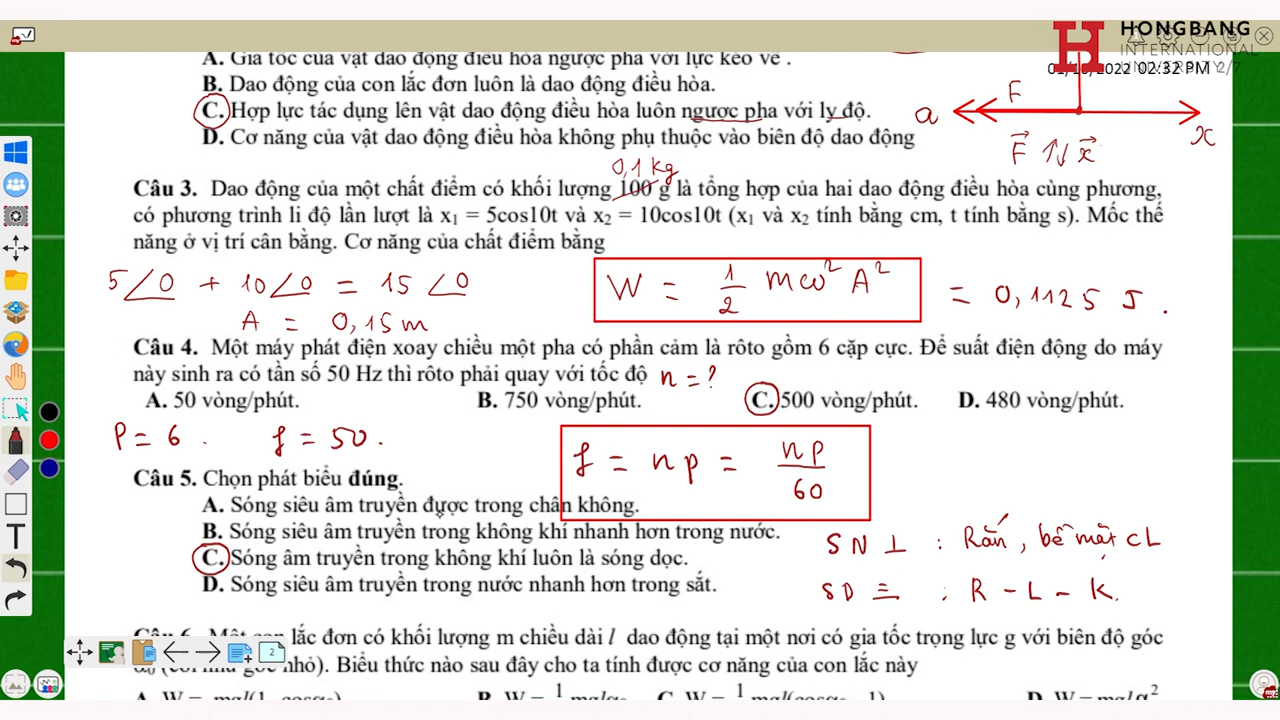 HONGBANG
INTERNATIONAL
UNIVERSITY
01/10/2022 02:32 PM 2/7
A. Gia tốc của vật dao động điều hòa ngược pha với lực kéo về .
B. Dao động của con lắc đơn luôn là dao động điều hòa.
C. Hợp lực tác dụng lên vật dao động điều hòa luôn ngược pha với ly độ.
D. Cơ năng của vật dao động điều hòa không phụ thuộc vào biên độ dao động
F
a
x
F⃗ ↑↓ x⃗
0,1 kg
Câu 3. Dao động của một chất điểm có khối lượng 100 g là tổng hợp của hai dao động điều hòa cùng phương,
có phương trình li độ lần lượt là x₁ = 5cos10t và x₂ = 10cos10t (x₁ và x₂ tính bằng cm, t tính bằng s). Mốc thế
năng ở vị trí cân bằng. Cơ năng của chất điểm bằng
5∠0 + 10∠0 = 15∠0
A = 0,15m
W = 1/2 mω² A² = 0,1125 J .
Câu 4. Một máy phát điện xoay chiều một pha có phần cảm là rôto gồm 6 cặp cực. Để suất điện động do máy
này sinh ra có tần số 50 Hz thì rôto phải quay với tốc độ n = ?
A. 50 vòng/phút. B. 750 vòng/phút. C. 500 vòng/phút. D. 480 vòng/phút.
P = 6 . f = 50 .
f = np = np/60
Câu 5. Chọn phát biểu đúng.
A. Sóng siêu âm truyền được trong chân không.
B. Sóng siêu âm truyền trong không khí nhanh hơn trong nước.
C. Sóng âm truyền trong không khí luôn là sóng dọc.
D. Sóng siêu âm truyền trong nước nhanh hơn trong sắt.
SN ⊥ : Rắn, bề mặt CL
SD ≡ : R - L - K.
Câu 6. Một con lắc đơn có khối lượng m chiều dài l dao động tại một nơi có gia tốc trọng lực g với biên độ góc
nhỏ). Biểu thức nào sau đây cho ta tính được cơ năng của con lắc này
2